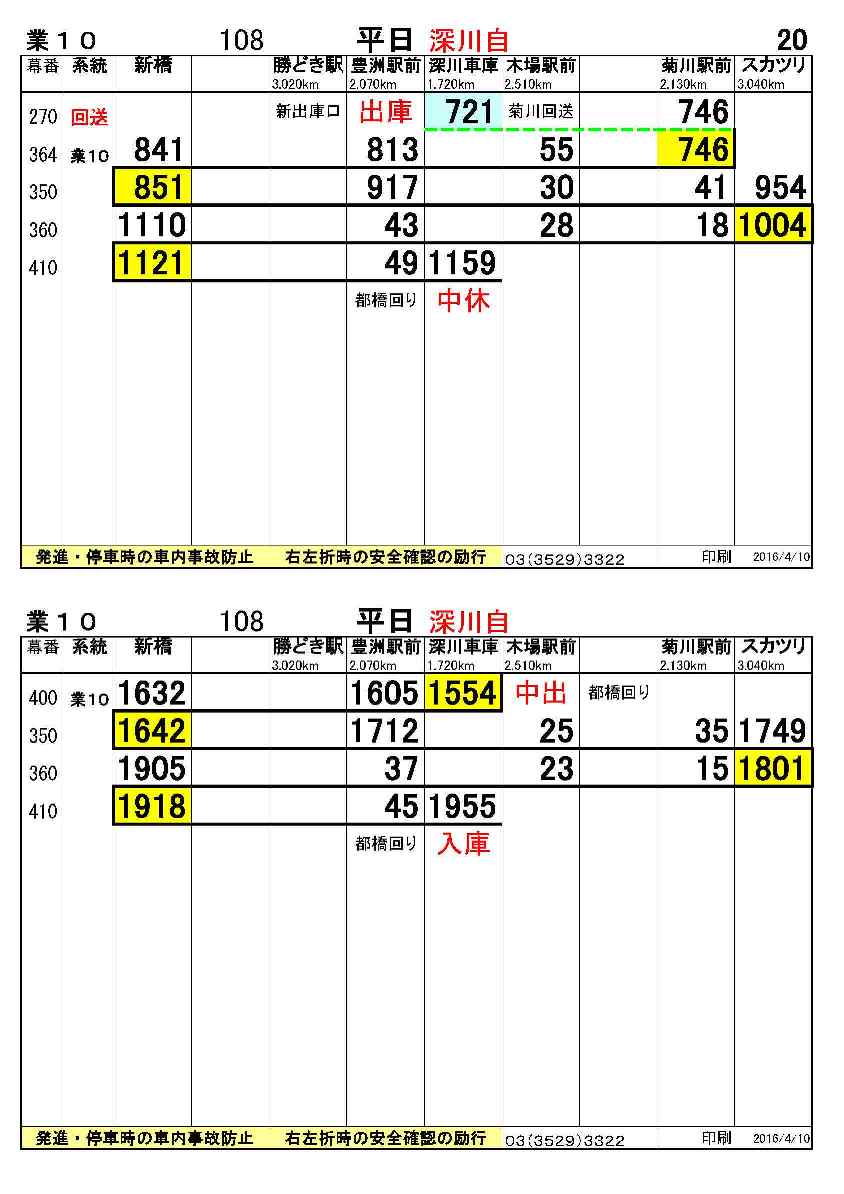 業１０ 108 平日 深川自 20
幕番 系統 新橋 勝どき駅 豊洲駅前 深川車庫 木場駅前 菊川駅前 スカツリ
3.020km 2.070km 1.720km 2.510km 2.130km 3.040km
270 回送 新出庫口 出庫 721 菊川回送 746
364 業10 841 813 55 746
350 851 917 30 41 954
360 1110 43 28 18 1004
410 1121 49 1159
都橋回り 中休
発進・停車時の車内事故防止 右左折時の安全確認の励行 03(3529)3322 印刷 2016/4/10
業１０ 108 平日 深川自
幕番 系統 新橋 勝どき駅 豊洲駅前 深川車庫 木場駅前 菊川駅前 スカツリ
3.020km 2.070km 1.720km 2.510km 2.130km 3.040km
400 業10 1632 1605 1554 中出 都橋回り
350 1642 1712 25 35 1749
360 1905 37 23 15 1801
410 1918 45 1955
都橋回り 入庫
発進・停車時の車内事故防止 右左折時の安全確認の励行 03(3529)3322 印刷 2016/4/10